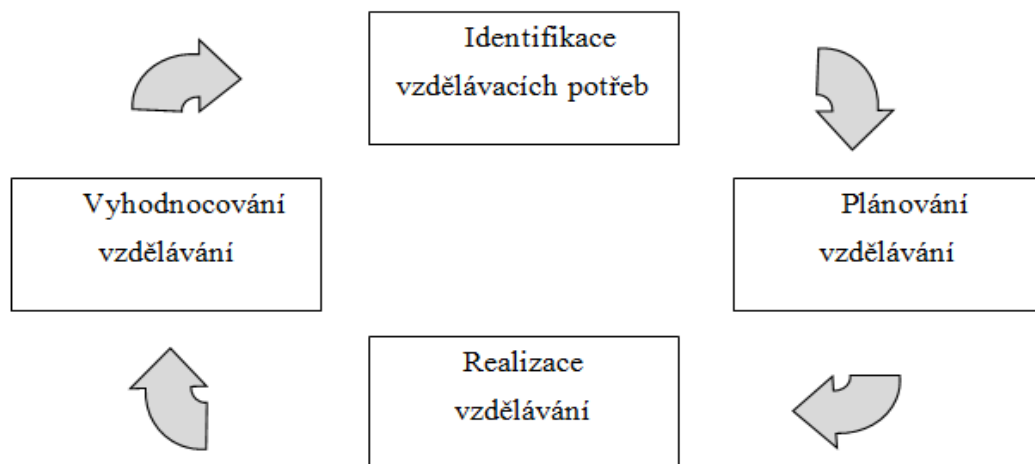 Identifikace
vzdělávacích potřeb
Vyhodnocování
vzdělávání
Plánování
vzdělávání
Realizace
vzdělávání